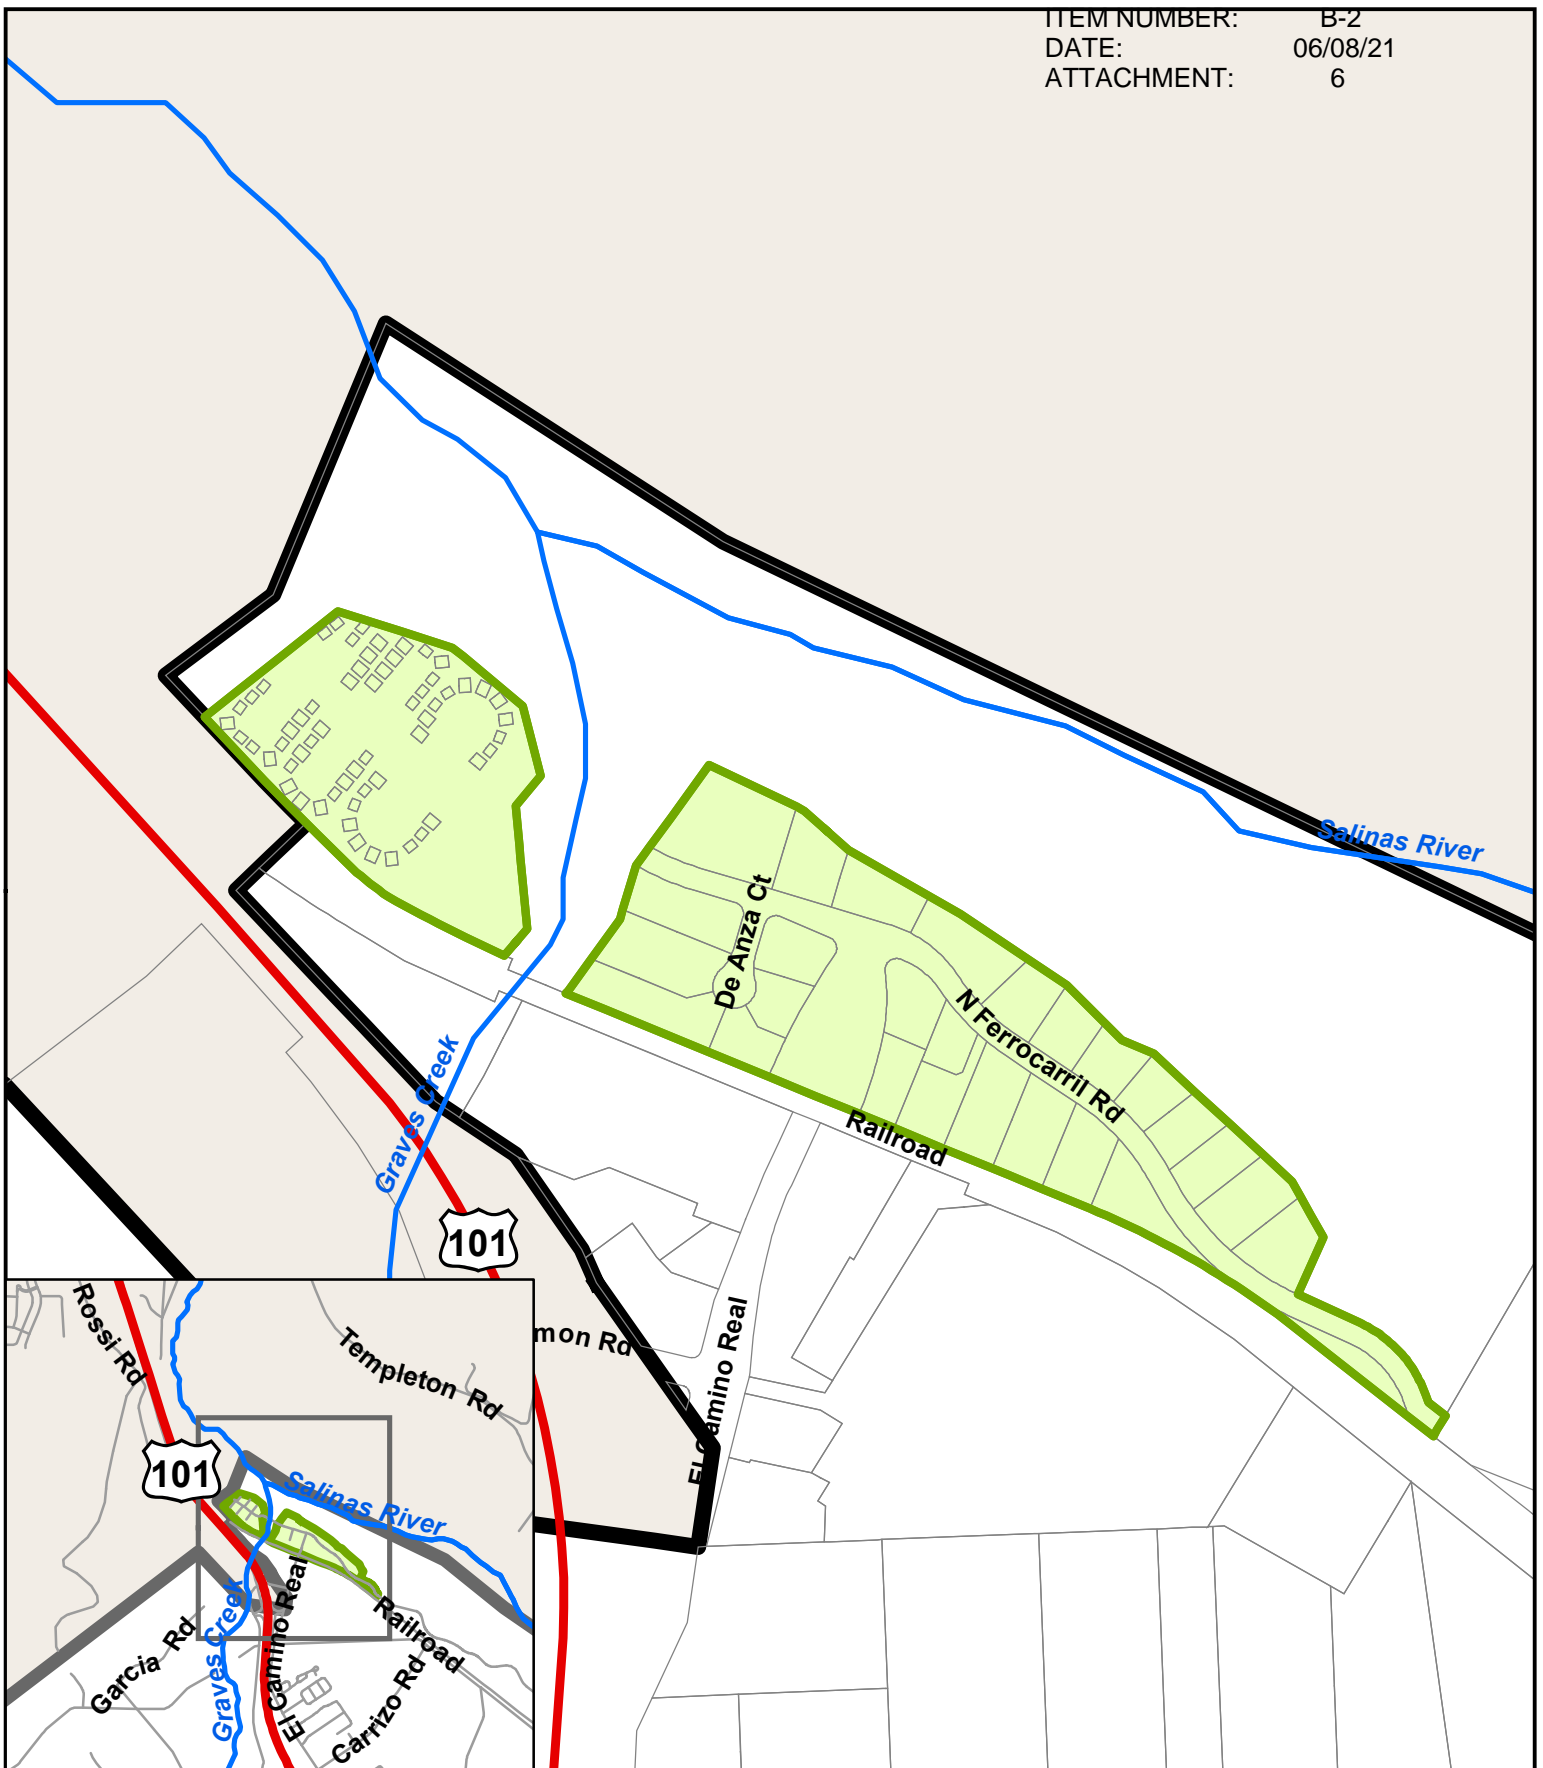 ITEM NUMBER: B-2
DATE: 06/08/21
ATTACHMENT: 6
Salinas River
De Anza Ct
N Ferrocarril Rd
Railroad
Graves Creek
101
mon Rd
El Camino Real
Rossi Rd
Templeton Rd
101
Salinas River
El Camino Real
Railroad
Garcia Rd
Graves Creek
Carrizo Rd